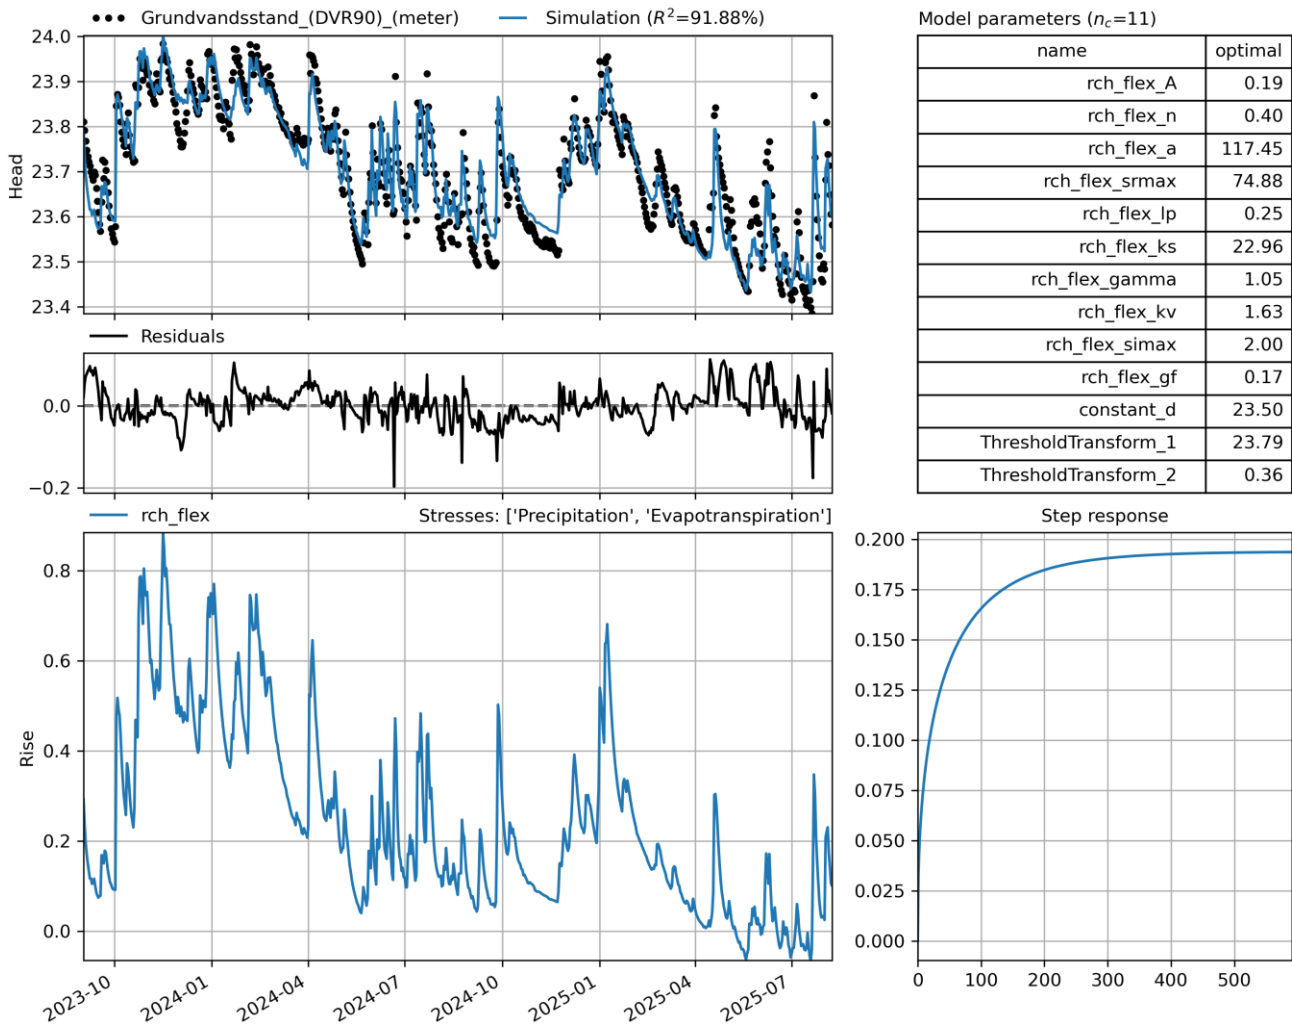 Grundvandsstand_(DVR90)_(meter) Simulation (R²=91.88%)
Head
24.0
23.9
23.8
23.7
23.6
23.5
23.4
Residuals
0.0
−0.2
rch_flex Stresses: ['Precipitation', 'Evapotranspiration']
Rise
0.8
0.6
0.4
0.2
0.0
2023-10 2024-01 2024-04 2024-07 2024-10 2025-01 2025-04 2025-07
Model parameters (n_c=11)
name optimal
rch_flex_A 0.19
rch_flex_n 0.40
rch_flex_a 117.45
rch_flex_srmax 74.88
rch_flex_lp 0.25
rch_flex_ks 22.96
rch_flex_gamma 1.05
rch_flex_kv 1.63
rch_flex_simax 2.00
rch_flex_gf 0.17
constant_d 23.50
ThresholdTransform_1 23.79
ThresholdTransform_2 0.36
Step response
0.200
0.175
0.150
0.125
0.100
0.075
0.050
0.025
0.000
0 100 200 300 400 500